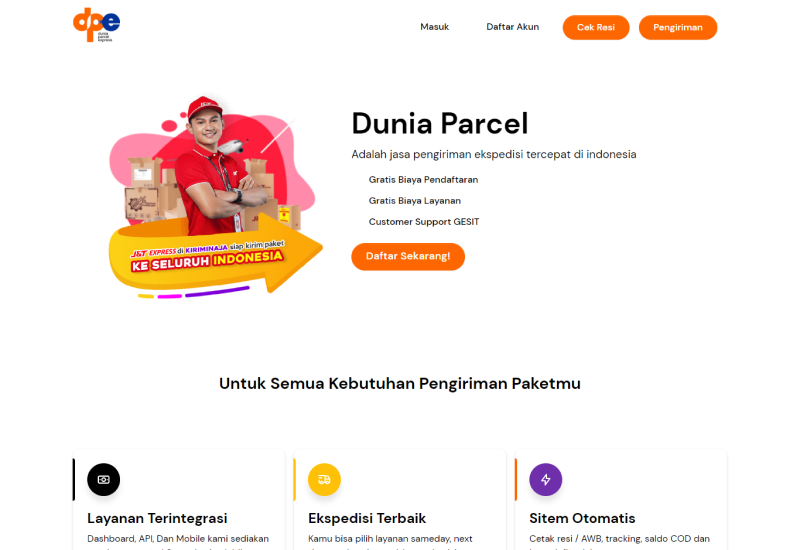 dpe
dunia
parcel
express
Masuk
Daftar Akun
Cek Resi
Pengiriman
Dunia Parcel
Adalah jasa pengiriman ekspedisi tercepat di indonesia
Gratis Biaya Pendaftaran
Gratis Biaya Layanan
Customer Support GESIT
J&T EXPRESS di KIRIMINAJA siap kirim paket
KE SELURUH INDONESIA
Daftar Sekarang!
Untuk Semua Kebutuhan Pengiriman Paketmu
Layanan Terintegrasi
Dashboard, API, Dan Mobile kami sediakan
Ekspedisi Terbaik
Kamu bisa pilih layanan sameday, next
Sitem Otomatis
Cetak resi / AWB, tracking, saldo COD dan